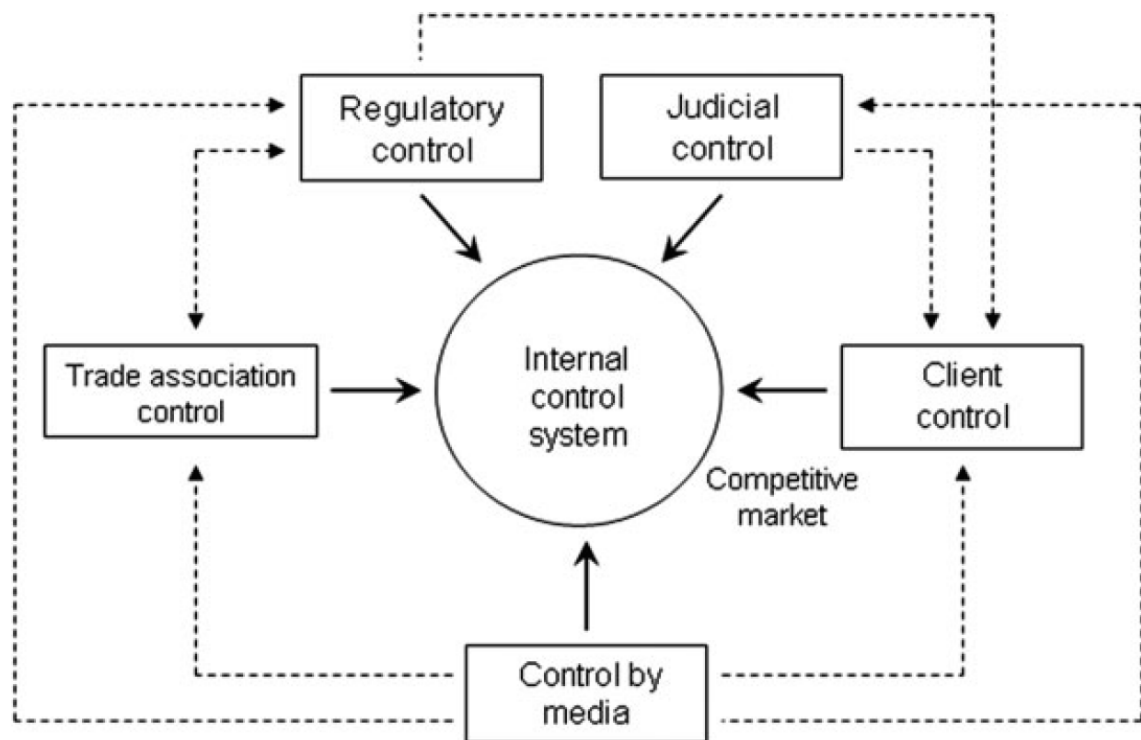 Regulatory
control
Judicial
control
Trade association
control
Internal
control
system
Client
control
Competitive
market
Control by
media